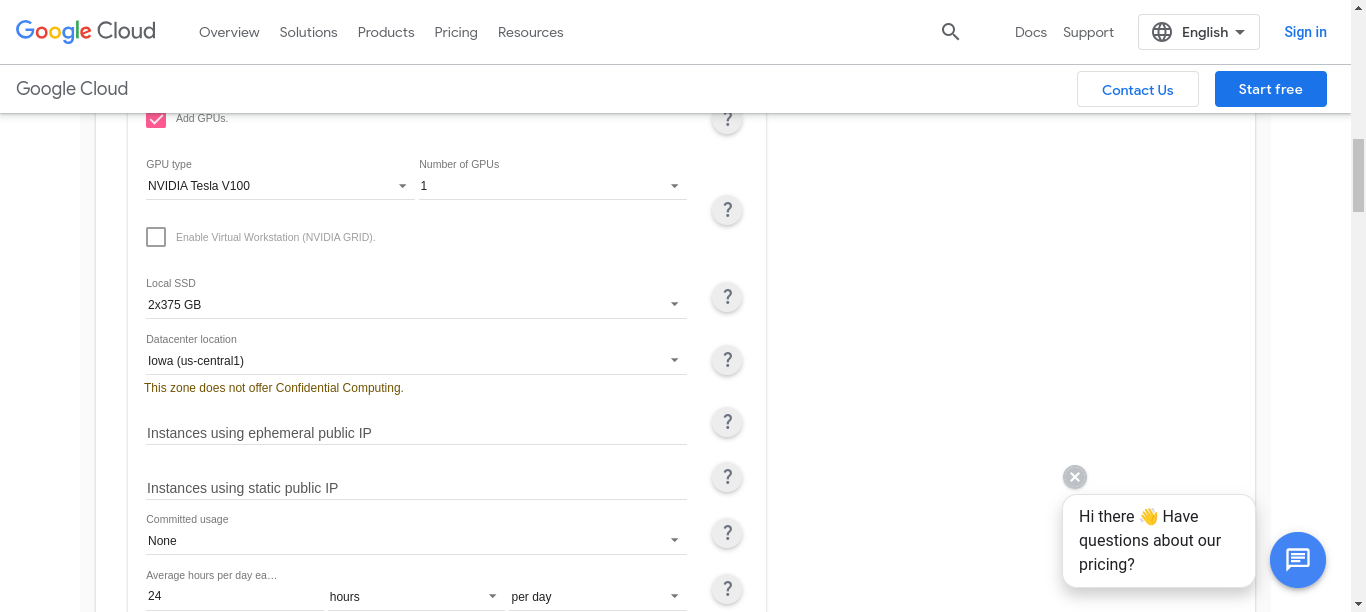 Google Cloud Overview Solutions Products Pricing Resources Docs Support English Sign in
Google Cloud Contact Us Start free
Add GPUs. ?
GPU type Number of GPUs
NVIDIA Tesla V100 1
?
Enable Virtual Workstation (NVIDIA GRID).
Local SSD
2x375 GB ?
Datacenter location
Iowa (us-central1) ?
This zone does not offer Confidential Computing.
Instances using ephemeral public IP ?
Instances using static public IP ?
Committed usage
None ?
Average hours per day ea…
24 hours per day ?
Hi there 👋 Have
questions about our
pricing?